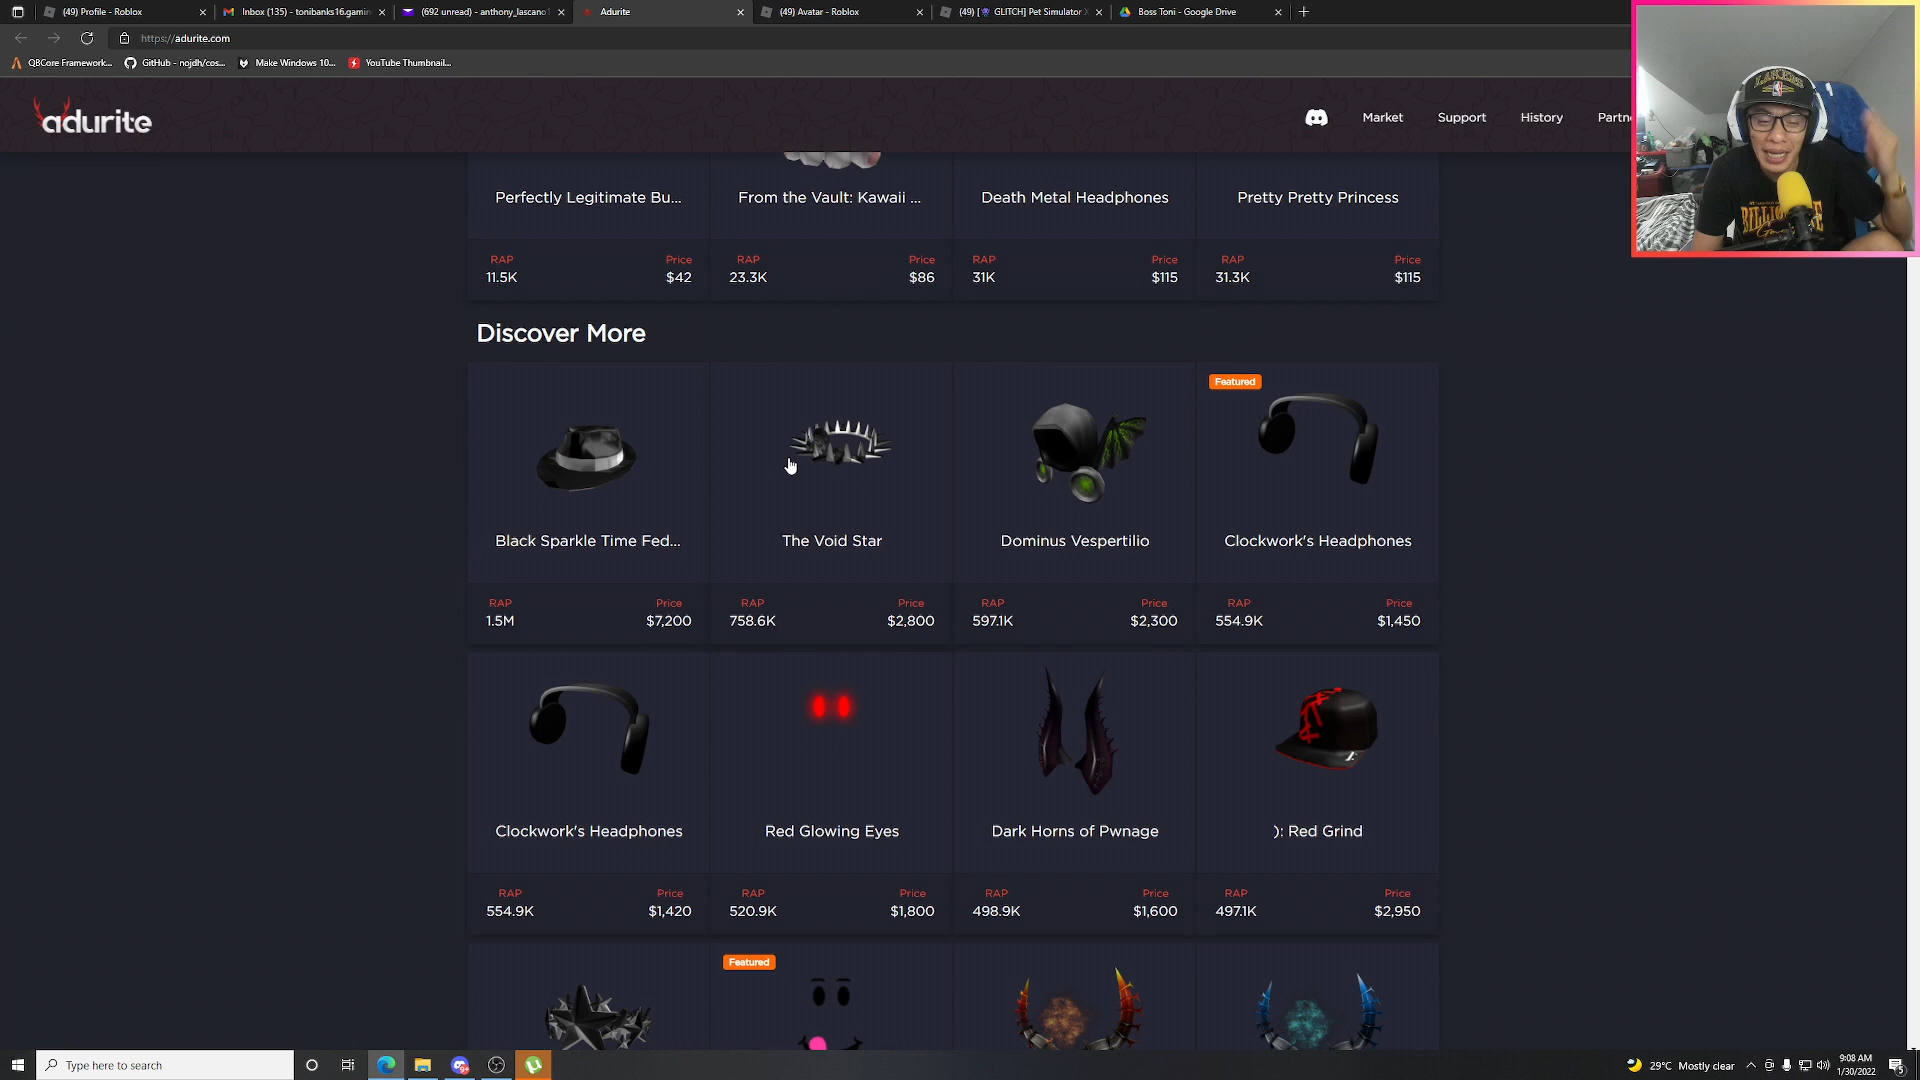 (49) Profile - Roblox
Inbox (135) - tonibanks16.gamin
(692 unread) - anthony_lascano1
Adurite
(49) Avatar - Roblox
(49) [ GLITCH] Pet Simulator X
Boss Toni - Google Drive
https://adurite.com
QBCore Framework...
GitHub - nojdh/cos...
Make Windows 10...
YouTube Thumbnail...
adurite
Market
Support
History
Partn
LAKERS
BILLIO
Perfectly Legitimate Bu...
From the Vault: Kawaii ...
Death Metal Headphones
Pretty Pretty Princess
RAP Price RAP Price RAP Price RAP Price
11.5K $42 23.3K $86 31K $115 31.3K $115
Discover More
Featured
Black Sparkle Time Fed...
The Void Star
Dominus Vespertilio
Clockwork's Headphones
RAP Price RAP Price RAP Price RAP Price
1.5M $7,200 758.6K $2,800 597.1K $2,300 554.9K $1,450
Clockwork's Headphones
Red Glowing Eyes
Dark Horns of Pwnage
): Red Grind
RAP Price RAP Price RAP Price RAP Price
554.9K $1,420 520.9K $1,800 498.9K $1,600 497.1K $2,950
Featured
Type here to search
29°C Mostly clear
9:08 AM
1/30/2022
5